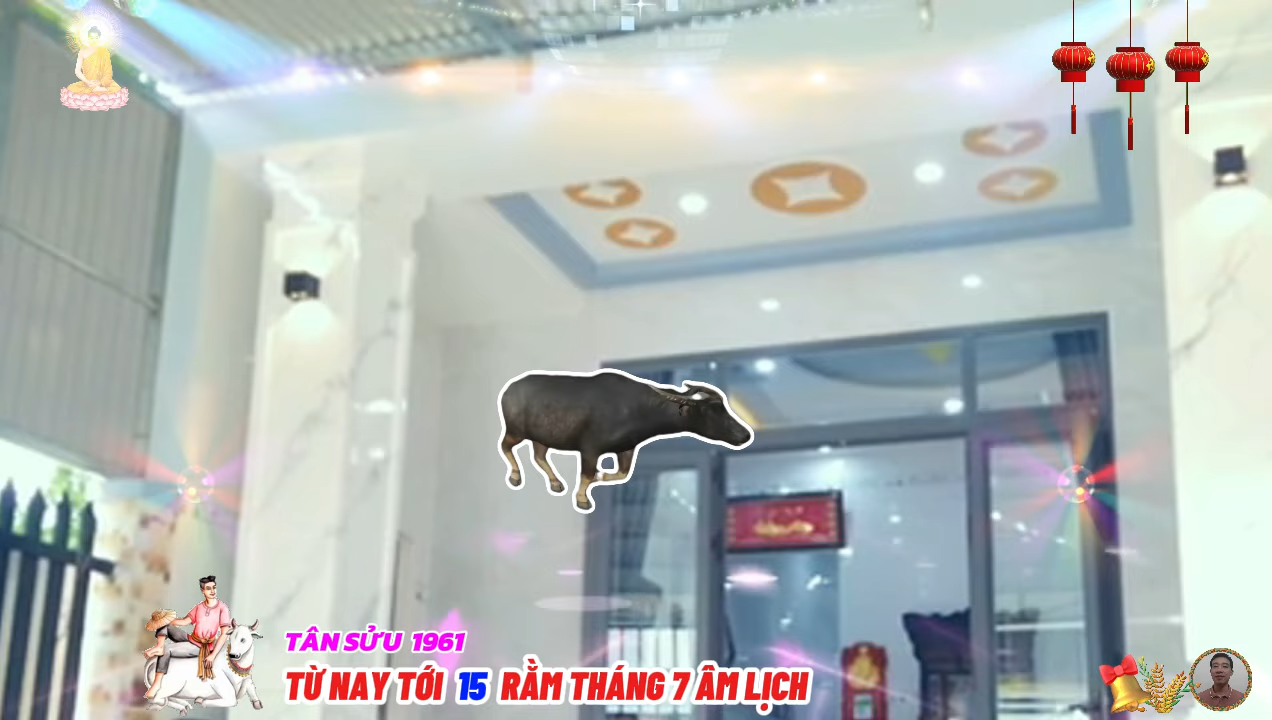 TÂN SỬU 1961
TỪ NAY TỚI 15 RẰM THÁNG 7 ÂM LỊCH